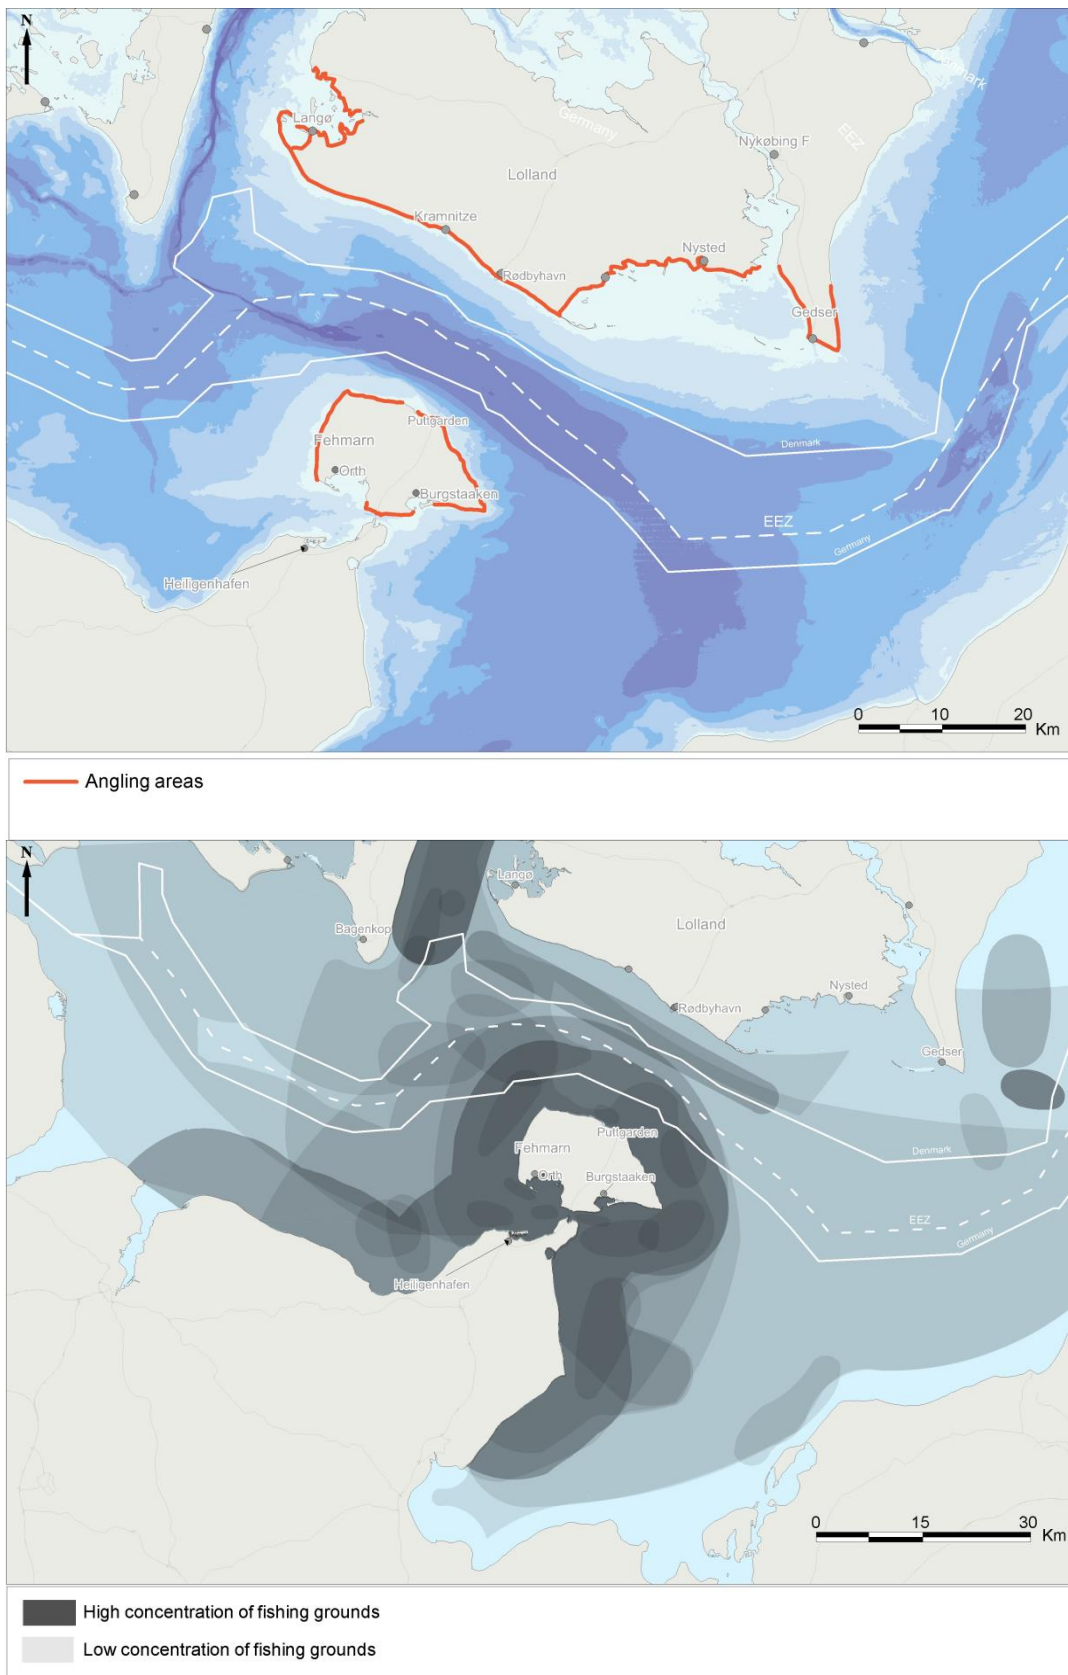 N
Denmark
Langø
Germany
EEZ
Nykøbing F
Lolland
Kramnitze
Nysted
Rødbyhavn
Gedser
Puttgarden
Fehmarn
Denmark
Orth
Burgstaaken
EEZ
Germany
Heiligenhafen
0 10 20
Km
Angling areas
N
Langø
Lolland
Bagenkop
Nysted
Rødbyhavn
Gedser
Puttgarden
Fehmarn
Denmark
Orth
Burgstaaken
EEZ
Germany
Heiligenhafen
0 15 30
Km
High concentration of fishing grounds
Low concentration of fishing grounds